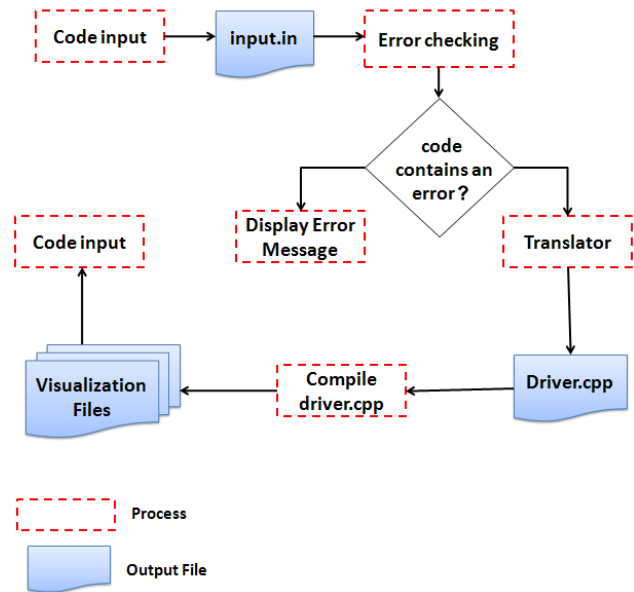 Code input
input.in
Error checking
code
contains an
error?
Display Error
Message
Translator
Code input
Visualization
Files
Compile
driver.cpp
Driver.cpp
Process
Output File